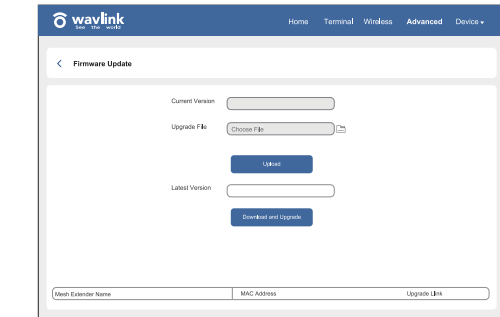 wavlink
See the world
Home Terminal Wireless Advanced Device
Firmware Update
Current Version
Upgrade File Choose File
Upload
Latest Version
Download and Upgrade
Mesh Extender Name MAC Address Upgrade Llink